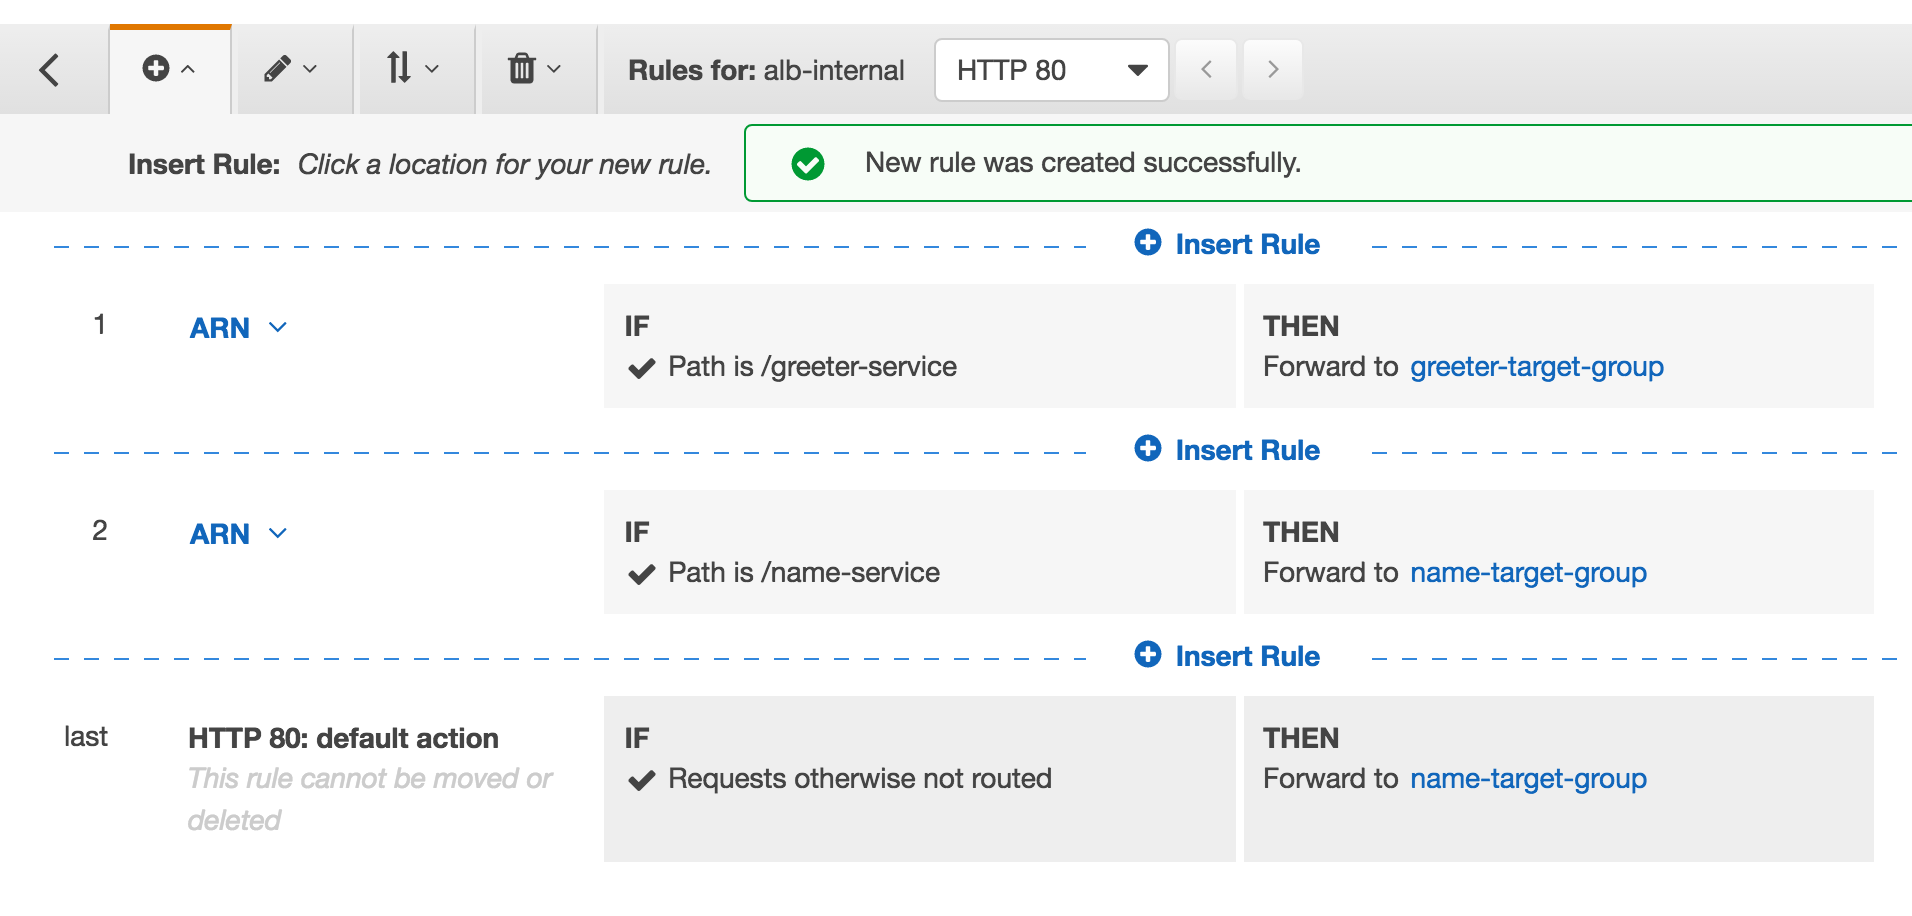 Rules for: alb-internal HTTP 80
Insert Rule: Click a location for your new rule. New rule was created successfully.
Insert Rule
1 ARN IF THEN
Path is /greeter-service Forward to greeter-target-group
Insert Rule
2 ARN IF THEN
Path is /name-service Forward to name-target-group
Insert Rule
last HTTP 80: default action IF THEN
This rule cannot be moved or Requests otherwise not routed Forward to name-target-group
deleted